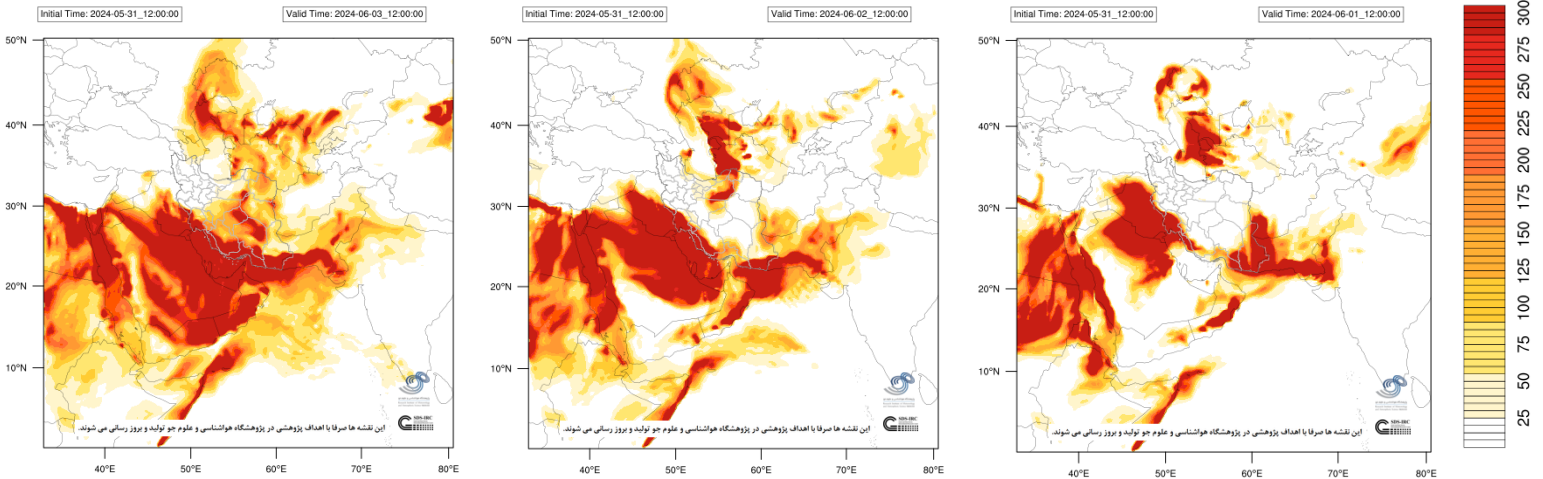 Initial Time: 2024-05-31_12:00:00 Valid Time: 2024-06-03_12:00:00
50°N
40°N
30°N
20°N
10°N
40°E 50°E 60°E 70°E 80°E
SDS-IRC
این نقشه ها صرفا با اهداف پژوهشی در پژوهشگاه هواشناسی و علوم جو تولید و بروز رسانی می شوند.
Initial Time: 2024-05-31_12:00:00 Valid Time: 2024-06-02_12:00:00
50°N
40°N
30°N
20°N
10°N
40°E 50°E 60°E 70°E 80°E
SDS-IRC
این نقشه ها صرفا با اهداف پژوهشی در پژوهشگاه هواشناسی و علوم جو تولید و بروز رسانی می شوند.
Initial Time: 2024-05-31_12:00:00 Valid Time: 2024-06-01_12:00:00
50°N
40°N
30°N
20°N
10°N
40°E 50°E 60°E 70°E 80°E
SDS-IRC
این نقشه ها صرفا با اهداف پژوهشی در پژوهشگاه هواشناسی و علوم جو تولید و بروز رسانی می شوند.
300
275
250
225
200
175
150
125
100
75
50
25